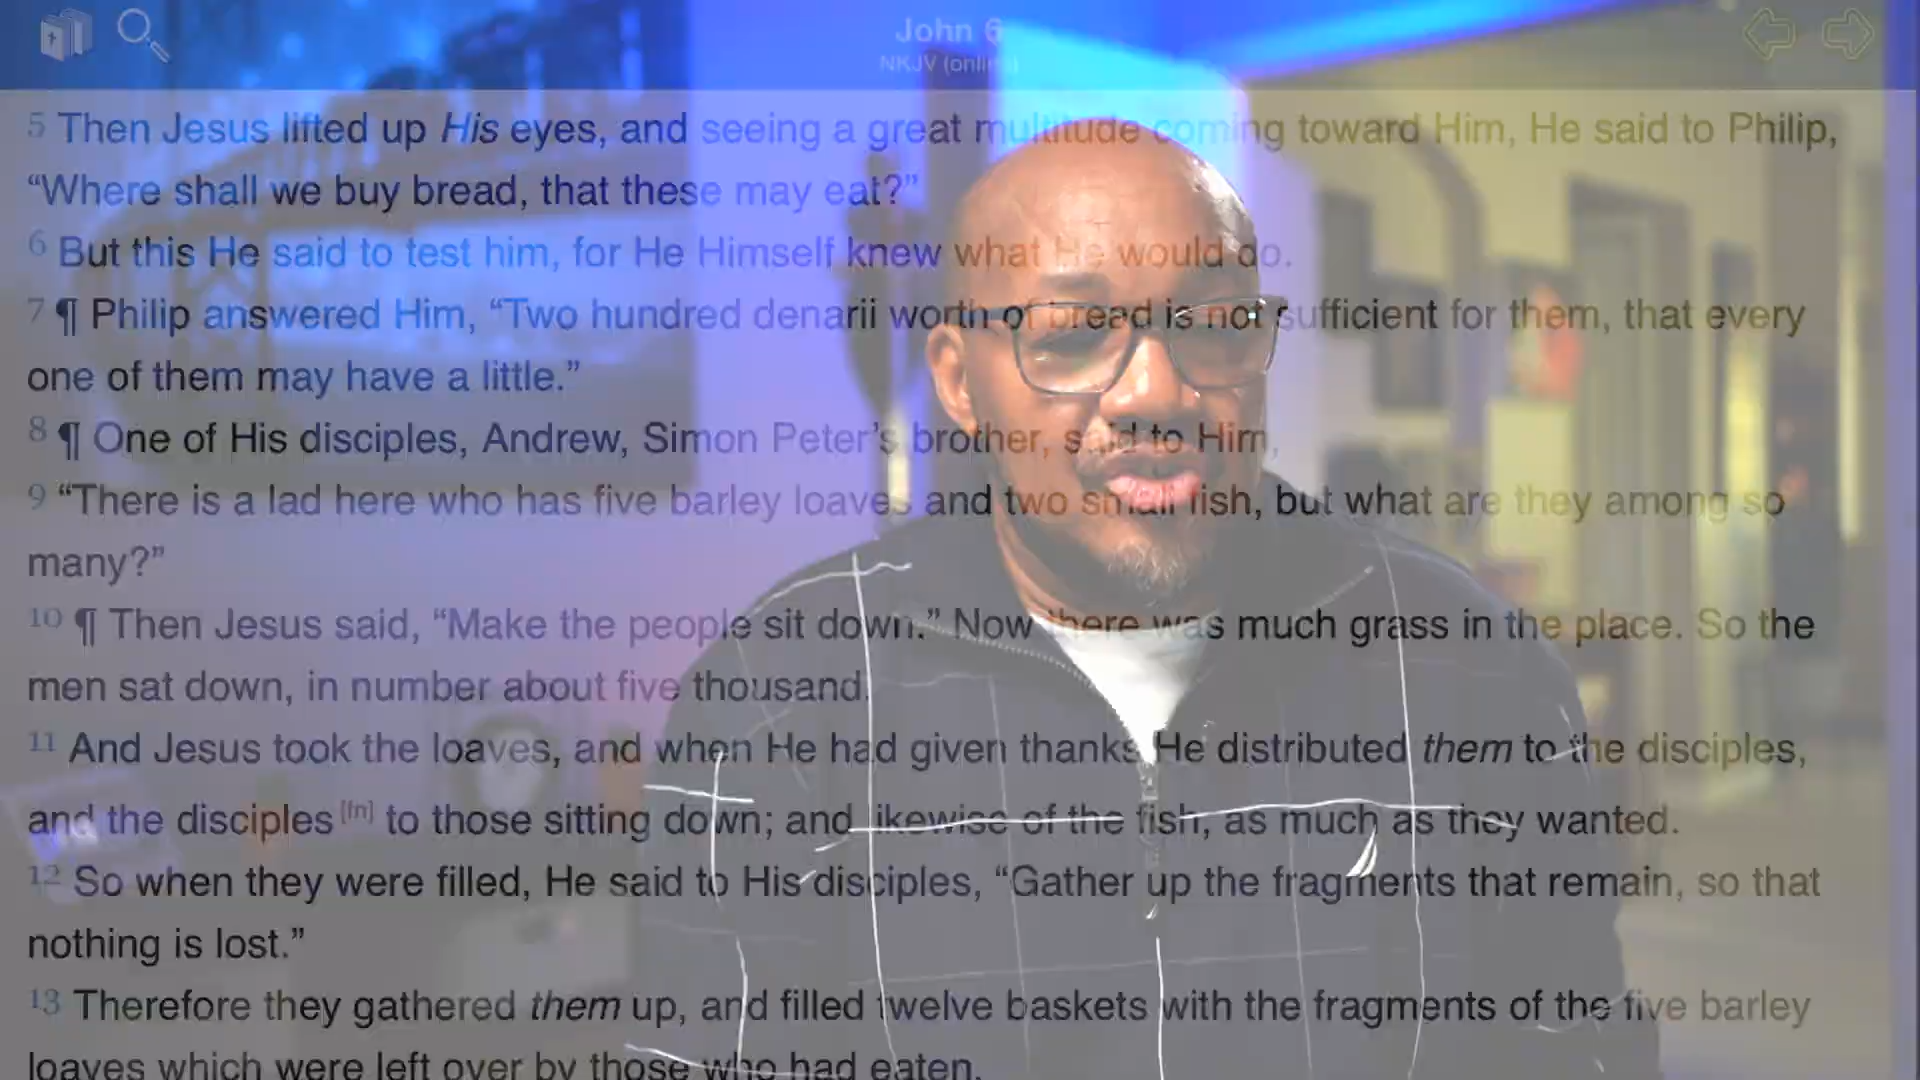 John 6
NKJV (online)
5 Then Jesus lifted up His eyes, and seeing a great multitude coming toward Him, He said to Philip,
“Where shall we buy bread, that these may eat?”
6 But this He said to test him, for He Himself knew what He would do.
7 ¶ Philip answered Him, “Two hundred denarii worth of bread is not sufficient for them, that every
one of them may have a little.”
8 ¶ One of His disciples, Andrew, Simon Peter’s brother, said to Him,
9 “There is a lad here who has five barley loaves and two small fish, but what are they among so
many?”
10 ¶ Then Jesus said, “Make the people sit down.” Now there was much grass in the place. So the
men sat down, in number about five thousand.
11 And Jesus took the loaves, and when He had given thanks He distributed them to the disciples,
and the disciples [fn] to those sitting down; and likewise of the fish, as much as they wanted.
12 So when they were filled, He said to His disciples, “Gather up the fragments that remain, so that
nothing is lost.”
13 Therefore they gathered them up, and filled twelve baskets with the fragments of the five barley
loaves which were left over by those who had eaten.